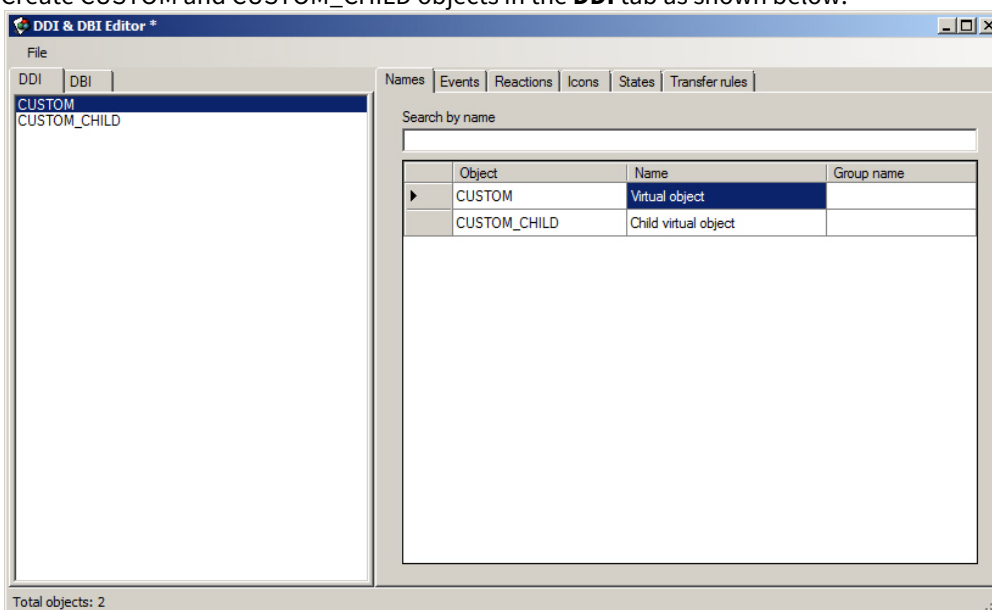 Create CUSTOM and CUSTOM_CHILD objects in the DDI tab as shown below:
DDI & DBI Editor *
File
DDI DBI
CUSTOM
CUSTOM_CHILD
Names Events Reactions Icons States Transfer rules
Search by name
Object Name Group name
CUSTOM Virtual object
CUSTOM_CHILD Child virtual object
Total objects: 2